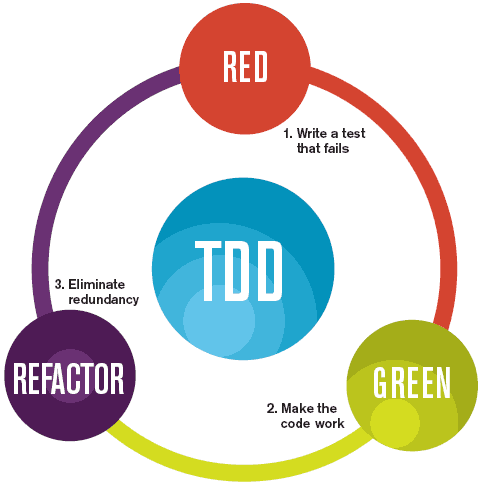 RED
1. Write a test
that fails
TDD
3. Eliminate
redundancy
REFACTOR
GREEN
2. Make the
code work